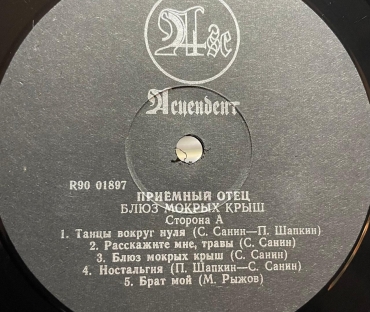 Asc
Асцендент
R90 01897
ПРИЕМНЫЙ ОТЕЦ
БЛЮЗ МОКРЫХ КРЫШ
Сторона А
1. Танцы вокруг нуля (С. Санин—П. Шапкин)
2. Расскажите мне, травы (С. Санин)
3. Блюз мокрых крыш (С. Санин)
4. Ностальгия (П. Шапкин—С. Санин)
5. Брат мой (М. Рыжов)